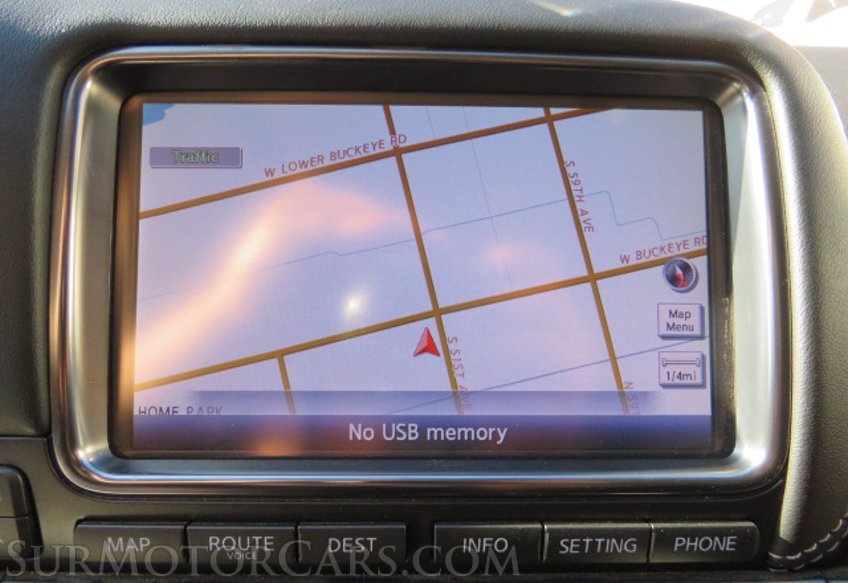 W LOWER BUCKEYE RD
Traffic
S 59TH AVE
W BUCKEYE RD
Map
Menu
S 51ST AVE
1/4mi
HOME PARK
No USB memory
MAP
ROUTE
VOICE
DEST
INFO
SETTING
PHONE
SurMotorCars.com